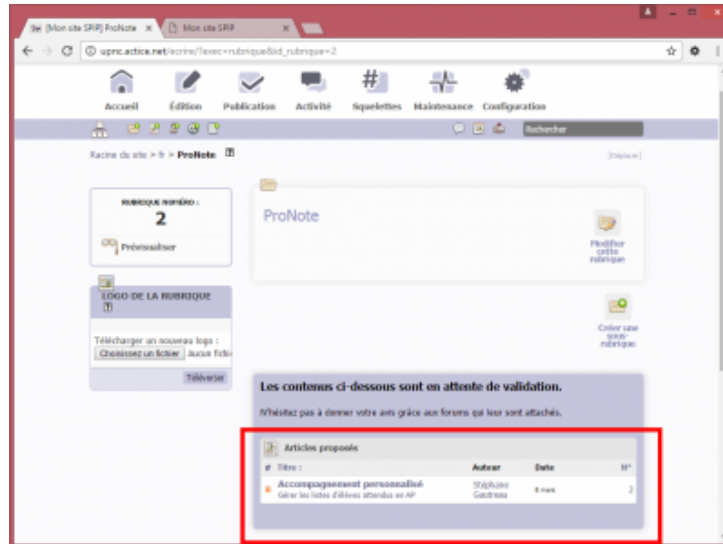 [Mon site SPIP] ProNote
Mon site SPIP
upnc.actice.net/ecrire/?exec=rubrique&id_rubrique=2
Accueil Édition Publication Activité Squelettes Maintenance Configuration
Rechercher
Racine du site > fr > ProNote
[Déplacer]
RUBRIQUE NUMÉRO :
2
Prévisualiser
ProNote
Modifier
cette
rubrique
LOGO DE LA RUBRIQUE
Télécharger un nouveau logo :
Choisissez un fichier Aucun fichi
Téléverser
Créer une
sous-
rubrique
Les contenus ci-dessous sont en attente de validation.
N'hésitez pas à donner votre avis grâce aux forums qui leur sont attachés.
Articles proposés
# Titre : Auteur Date N°
Accompagnement personnalisé Stéphane Gautreau 8 mars 2
Gérer les listes d'élèves attendus en AP